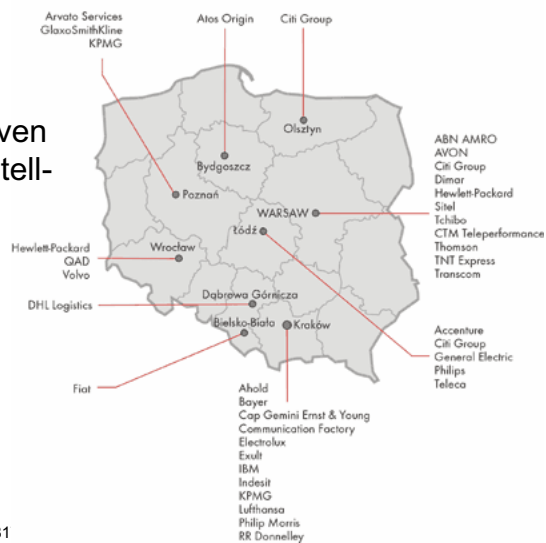 Arvato Services
GlaxoSmithKline
KPMG
Atos Origin
Citi Group
ven
tell-
Olsztyn
Bydgoszcz
Poznań
WARSAW
Łódź
Wrocław
Dąbrowa Górnicza
Bielsko-Biała
Kraków
ABN AMRO
AVON
Citi Group
Dimar
Hewlett-Packard
Sitel
Tchibo
CTM Teleperformance
Thomson
TNT Express
Transcom
Hewlett-Packard
QAD
Volvo
DHL Logistics
Fiat
Accenture
Citi Group
General Electric
Philips
Teleca
Ahold
Bayer
Cap Gemini Ernst & Young
Communication Factory
Electrolux
Exult
IBM
Indesit
KPMG
Lufthansa
Philip Morris
RR Donnelley
31